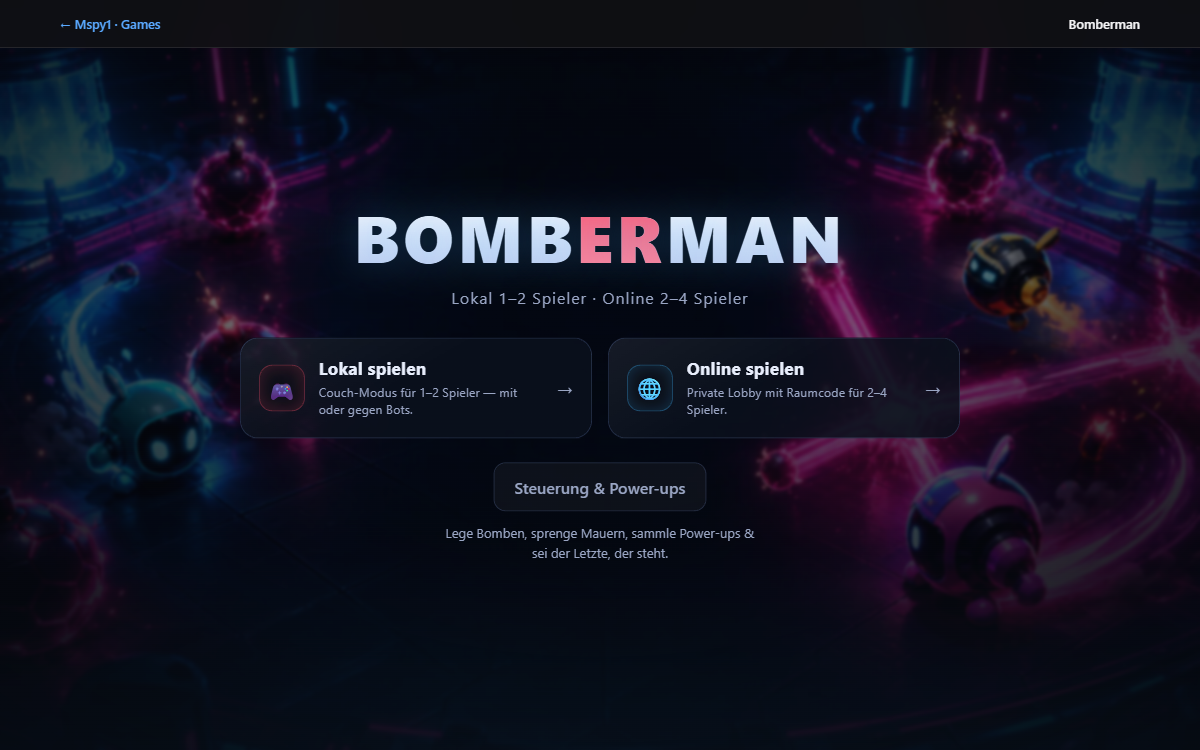 ← Mspy1 · Games
Bomberman
BOMBERMAN
Lokal 1–2 Spieler · Online 2–4 Spieler
Lokal spielen
Couch-Modus für 1–2 Spieler — mit
oder gegen Bots.
→
Online spielen
Private Lobby mit Raumcode für 2–4
Spieler.
→
Steuerung & Power-ups
Lege Bomben, sprenge Mauern, sammle Power-ups &
sei der Letzte, der steht.